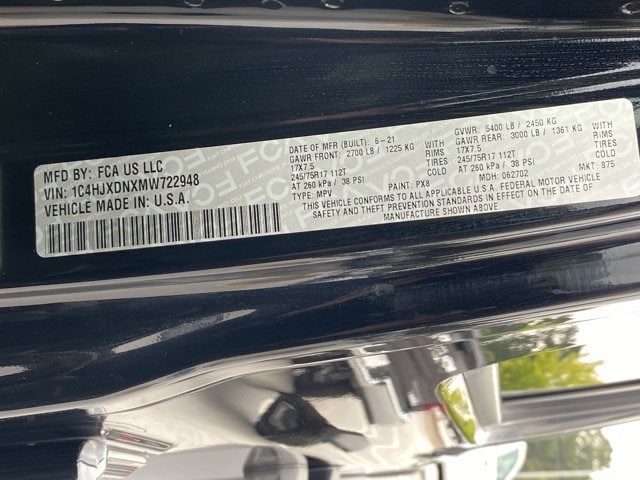 MFD BY: FCA US LLC
VIN: 1C4HJXDNXMW722948
VEHICLE MADE IN: U.S.A.
DATE OF MFR (BUILT): 6-21
GAWR FRONT: 2700 LB / 1225 KG WITH
17X7.5 RIMS
245/75R17 112T TIRES
AT 260 kPa / 38 PSI COLD
TYPE: MPV PAINT: PX8
GVWR: 5400 LB / 2450 KG
GAWR REAR: 3000 LB / 1361 KG WITH
17X7.5 RIMS
245/75R17 112T TIRES
AT 260 kPa / 38 PSI COLD
MDH: 062702 MKT: 875
THIS VEHICLE CONFORMS TO ALL APPLICABLE U.S.A. FEDERAL MOTOR VEHICLE
SAFETY AND THEFT PREVENTION STANDARDS IN EFFECT ON THE DATE OF
MANUFACTURE SHOWN ABOVE.